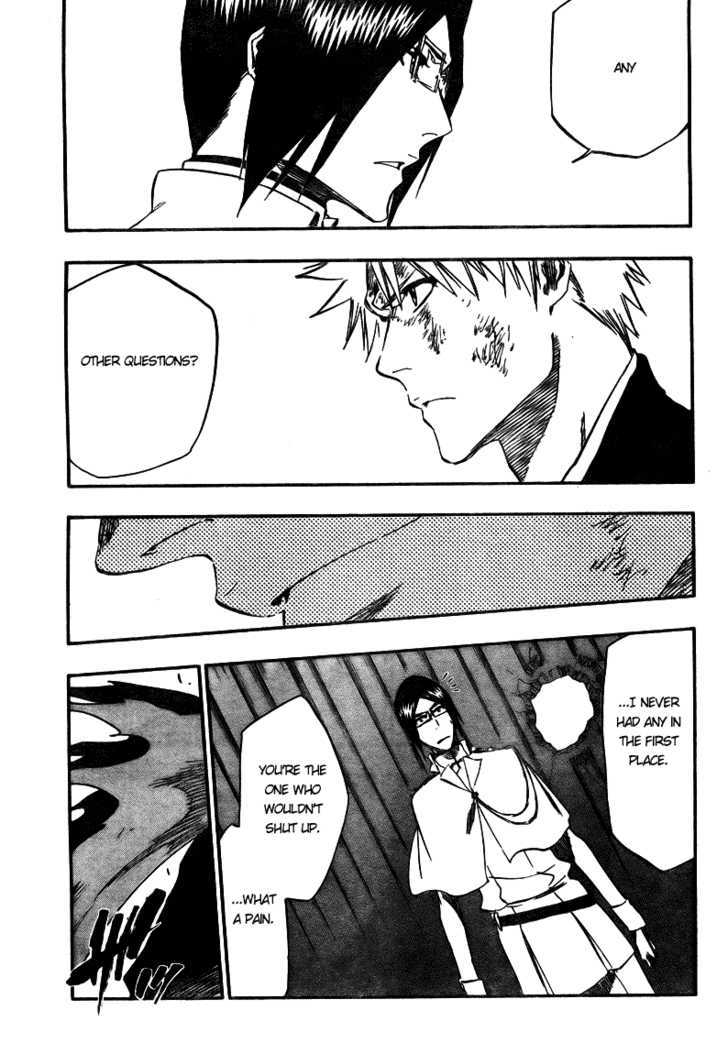 ANY
OTHER QUESTIONS?
...I NEVER
HAD ANY IN
THE FIRST
PLACE.
YOU'RE THE
ONE WHO
WOULDN'T
SHUT UP.
...WHAT
A PAIN.